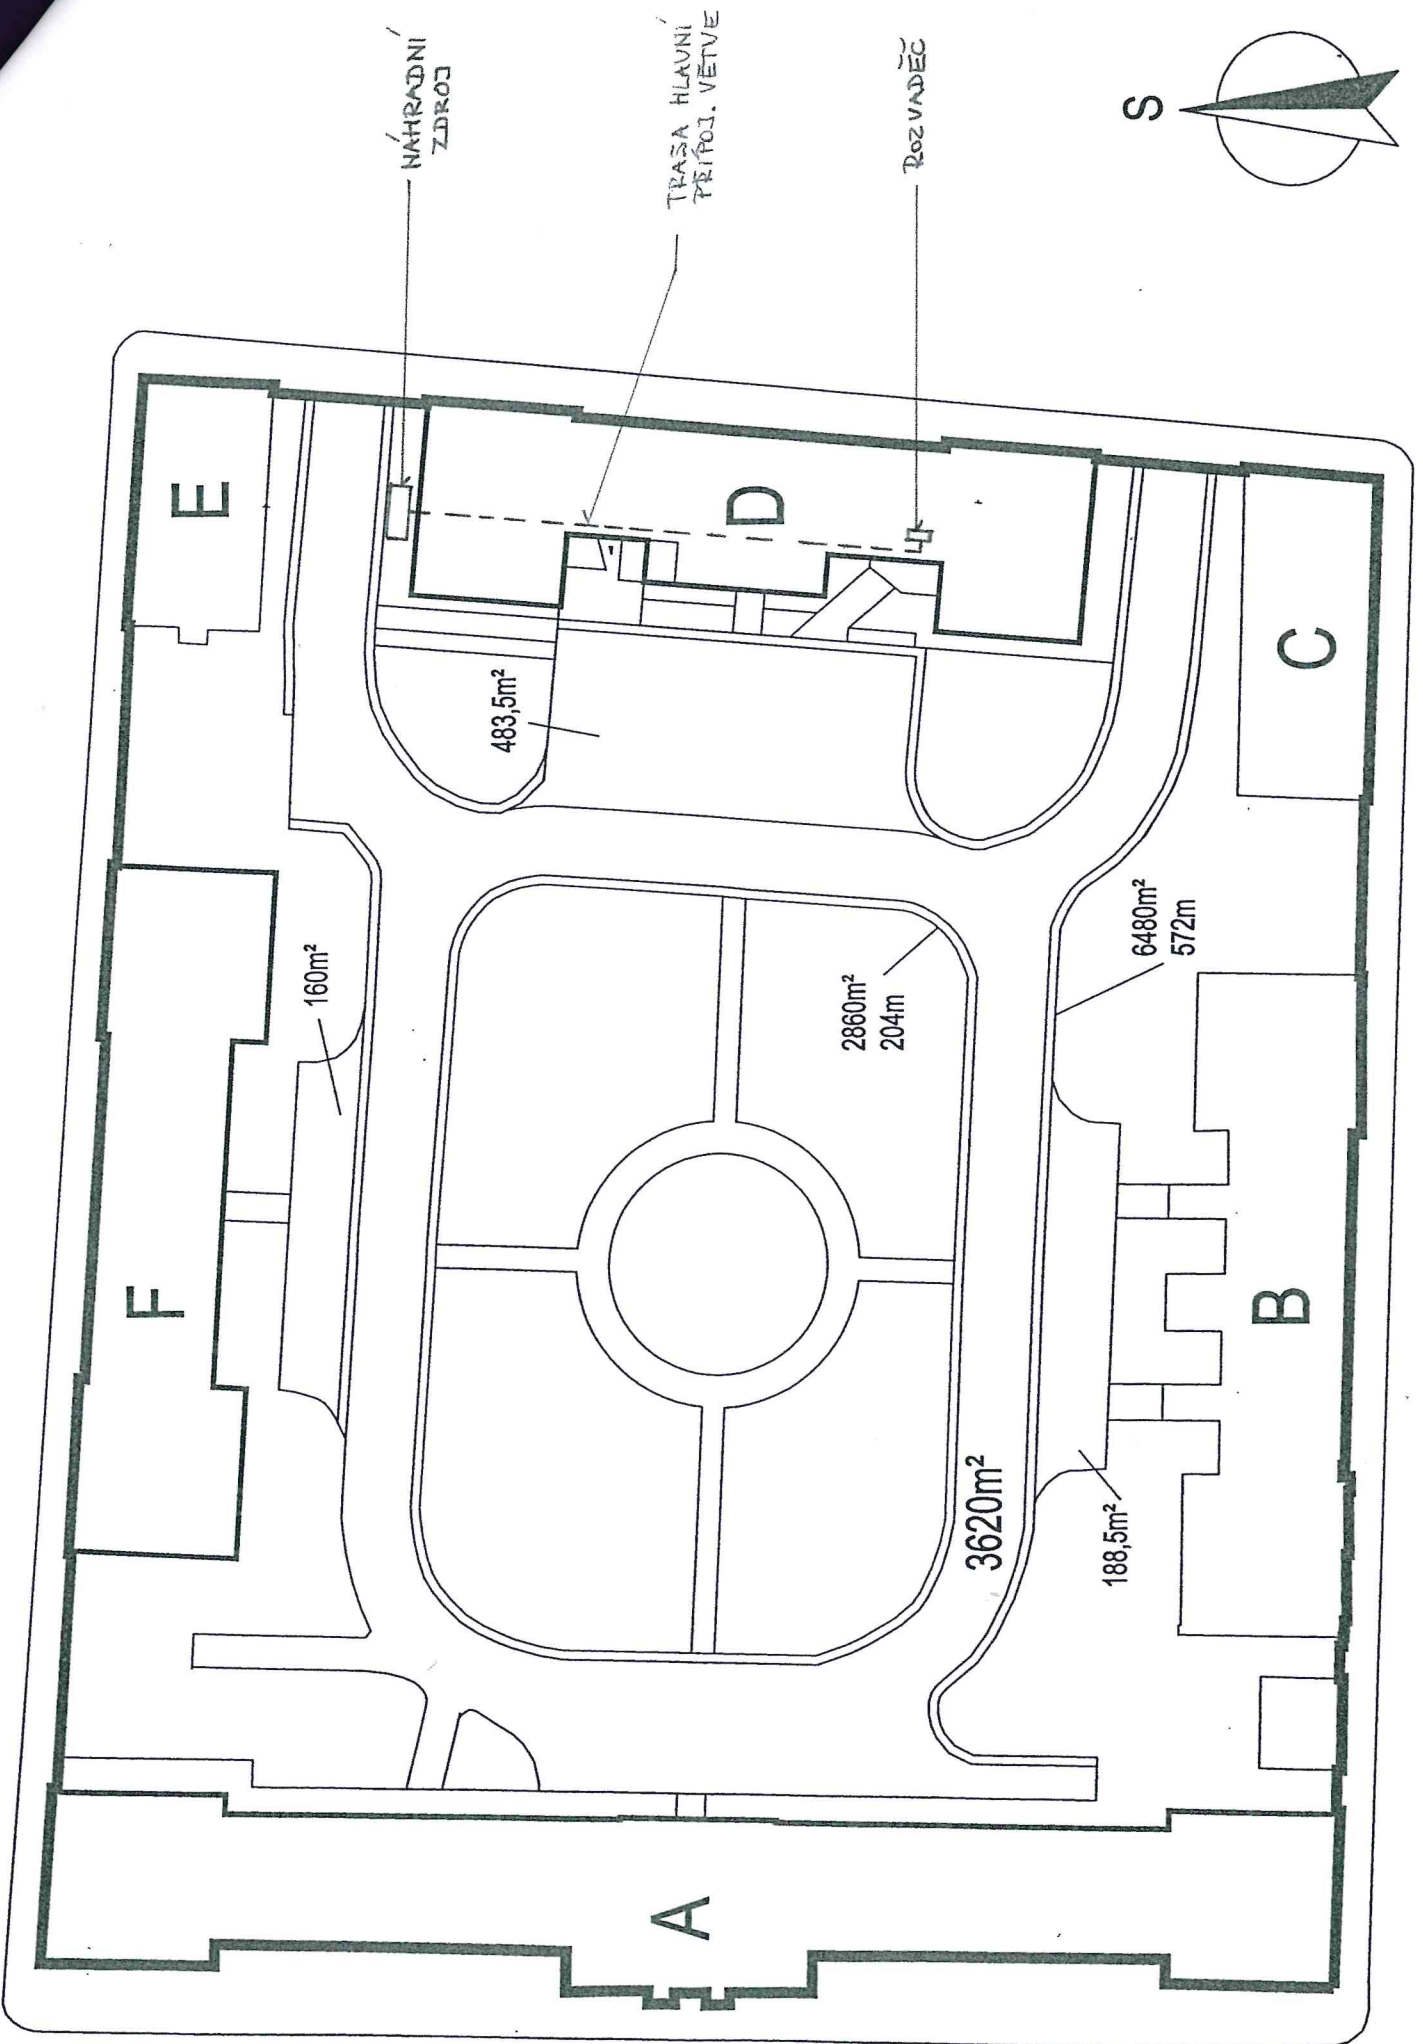 NÁHRADNÍ
ZDROJ
TRASA HLAVNÍ
PŘÍPOJ. VĚTVE
ROZVADĚČ
S
E
D
C
483,5m²
160m²
2860m²
204m
6480m²
572m
F
B
3620m²
188,5m²
A